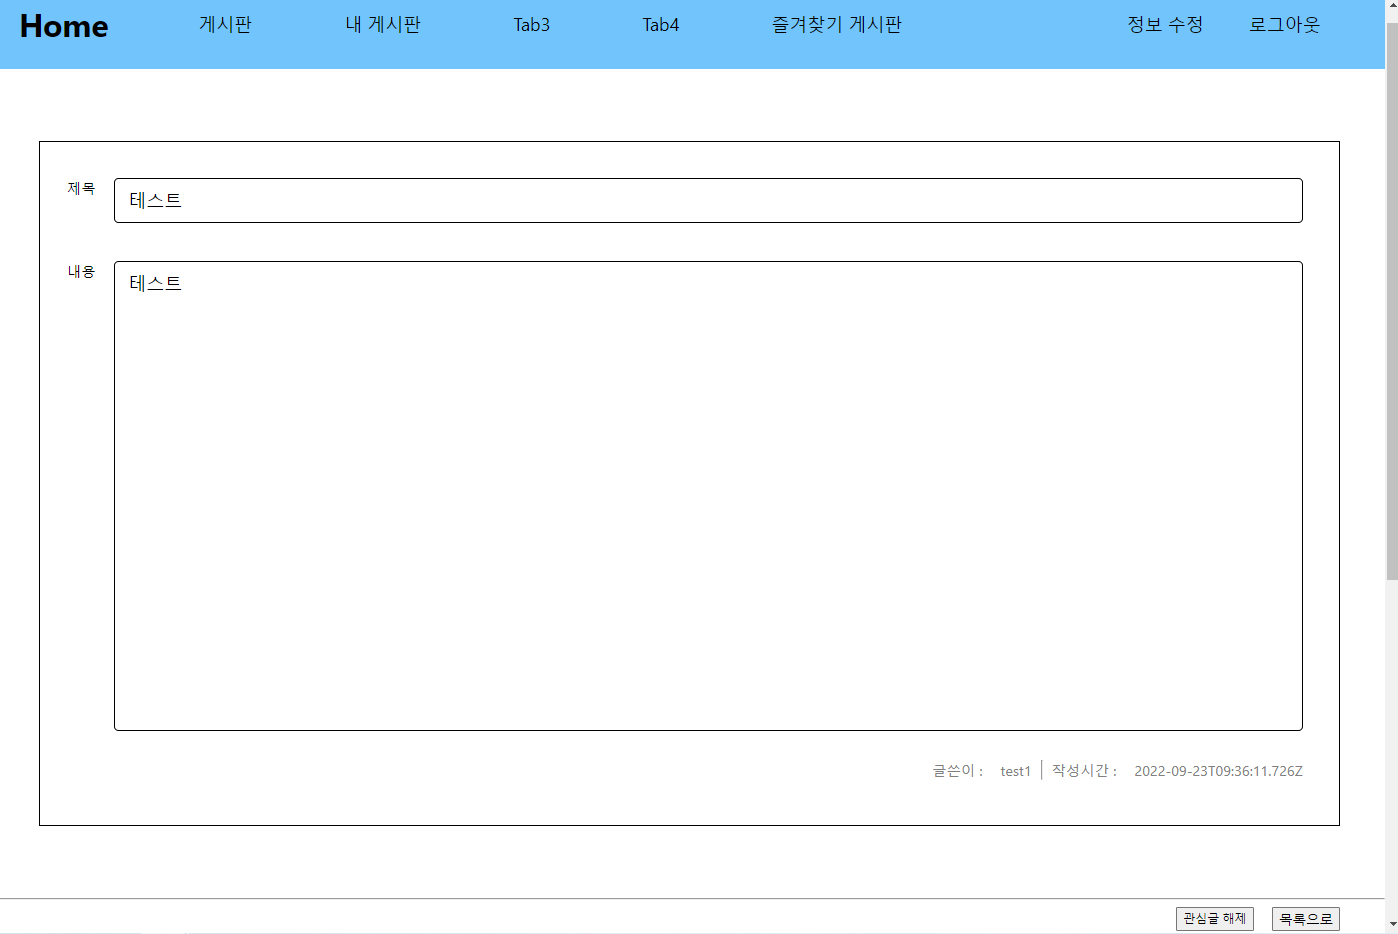 Home 게시판 내 게시판 Tab3 Tab4 즐겨찾기 게시판 정보 수정 로그아웃
제목 테스트
내용 테스트
글쓴이 : test1 작성시간 : 2022-09-23T09:36:11.726Z
관심글 해제 목록으로